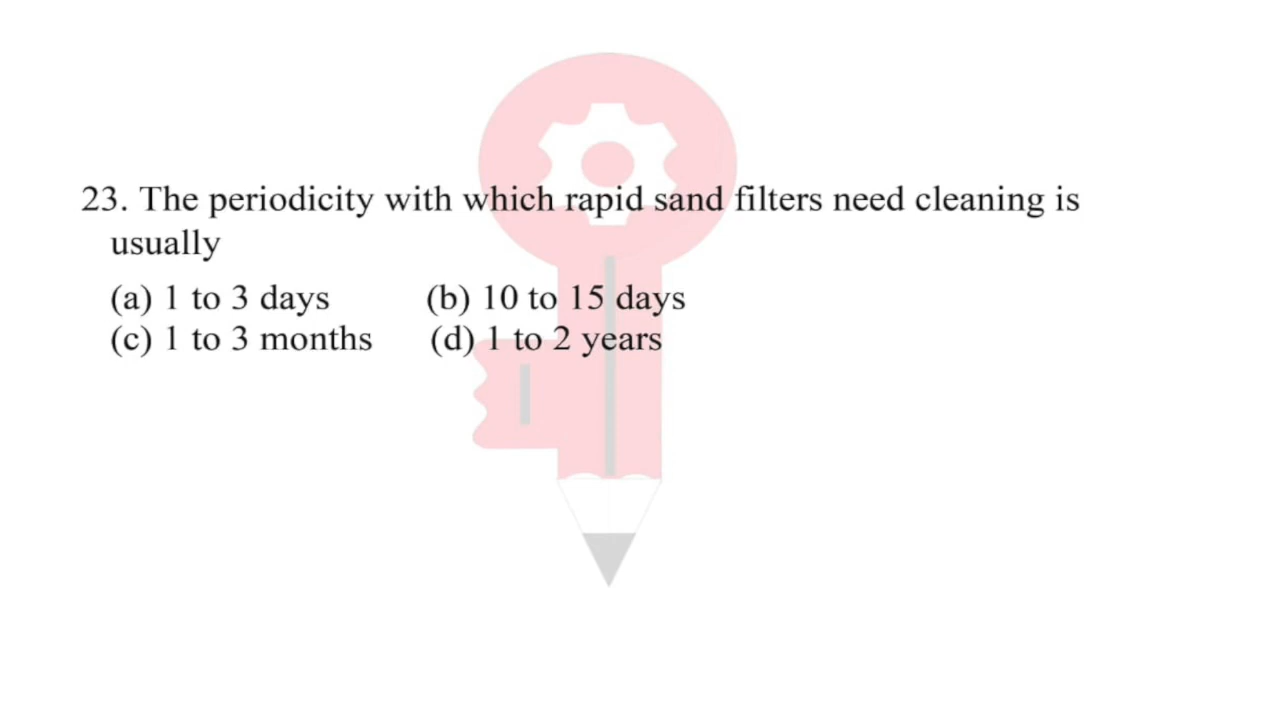 23. The periodicity with which rapid sand filters need cleaning is
usually
(a) 1 to 3 days (b) 10 to 15 days
(c) 1 to 3 months (d) 1 to 2 years